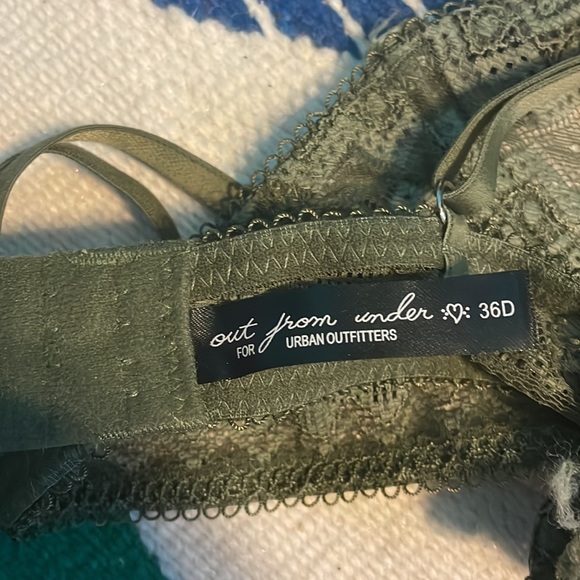 out from under :♡: 36D
FOR URBAN OUTFITTERS